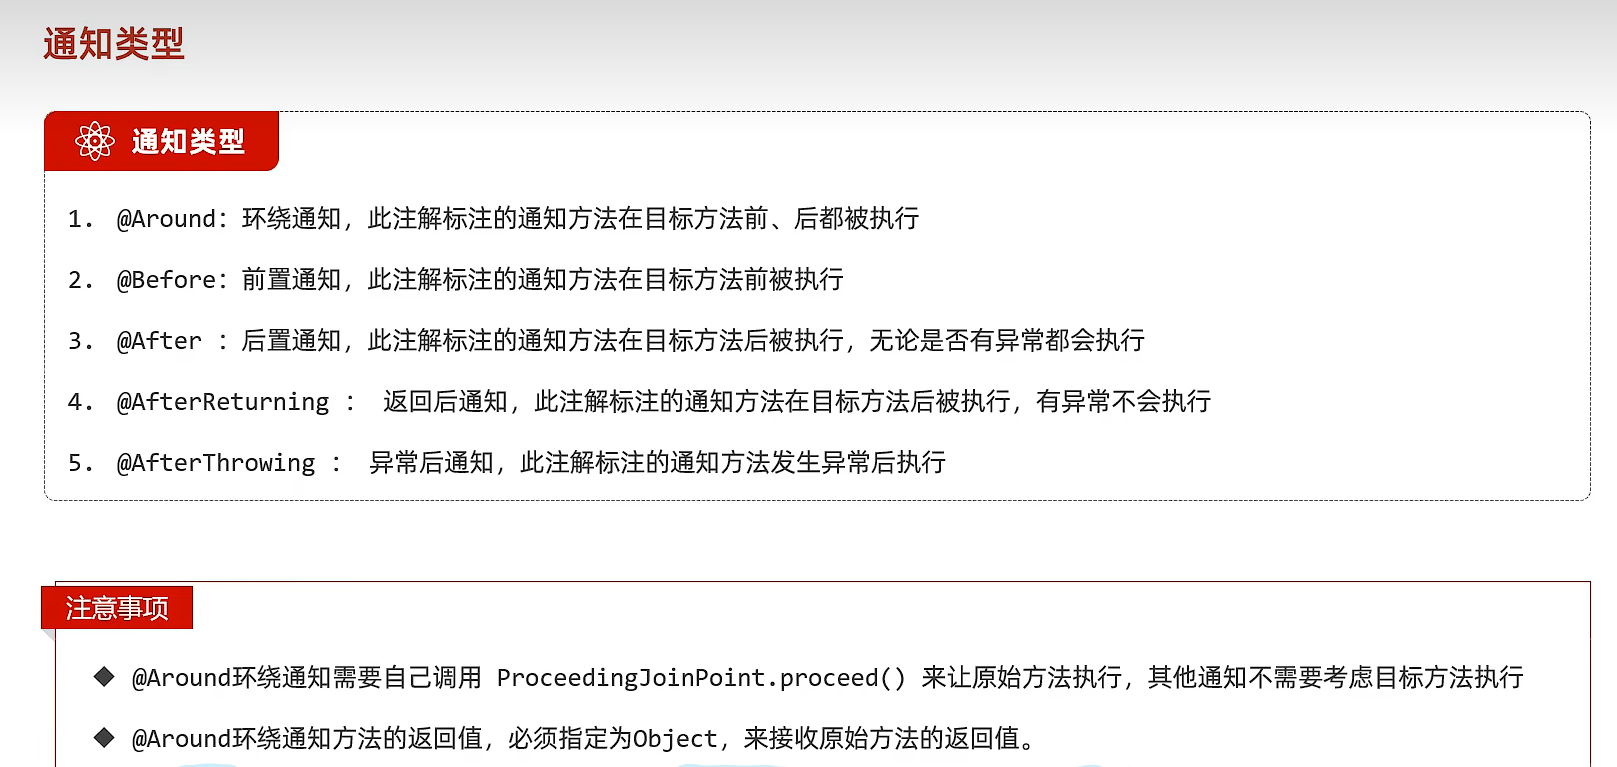 通知类型
通知类型
1. @Around：环绕通知，此注解标注的通知方法在目标方法前、后都被执行
2. @Before：前置通知，此注解标注的通知方法在目标方法前被执行
3. @After ：后置通知，此注解标注的通知方法在目标方法后被执行，无论是否有异常都会执行
4. @AfterReturning ： 返回后通知，此注解标注的通知方法在目标方法后被执行，有异常不会执行
5. @AfterThrowing ： 异常后通知，此注解标注的通知方法发生异常后执行
注意事项
◆ @Around环绕通知需要自己调用 ProceedingJoinPoint.proceed() 来让原始方法执行，其他通知不需要考虑目标方法执行
◆ @Around环绕通知方法的返回值，必须指定为Object，来接收原始方法的返回值。